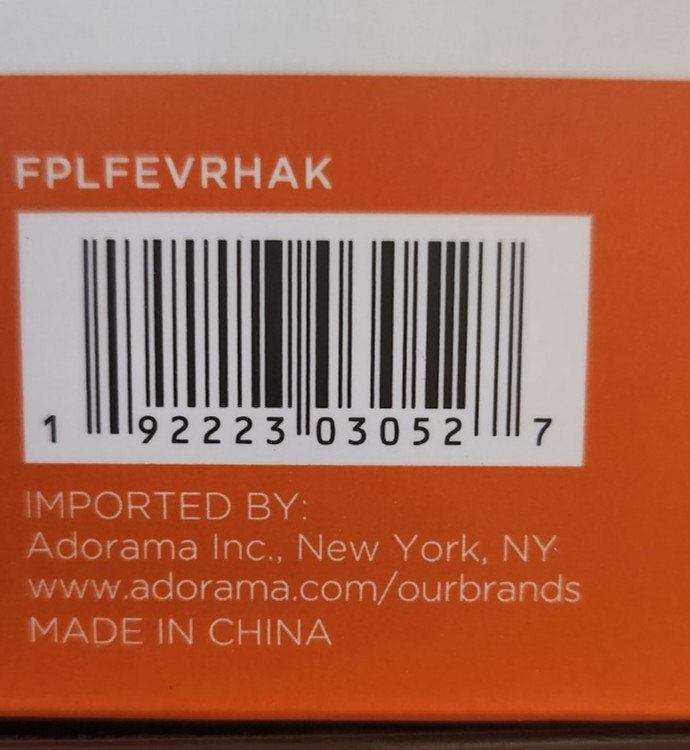 FPLFEVRHAK
1 92223 03052 7
IMPORTED BY:
Adorama Inc., New York, NY
www.adorama.com/ourbrands
MADE IN CHINA